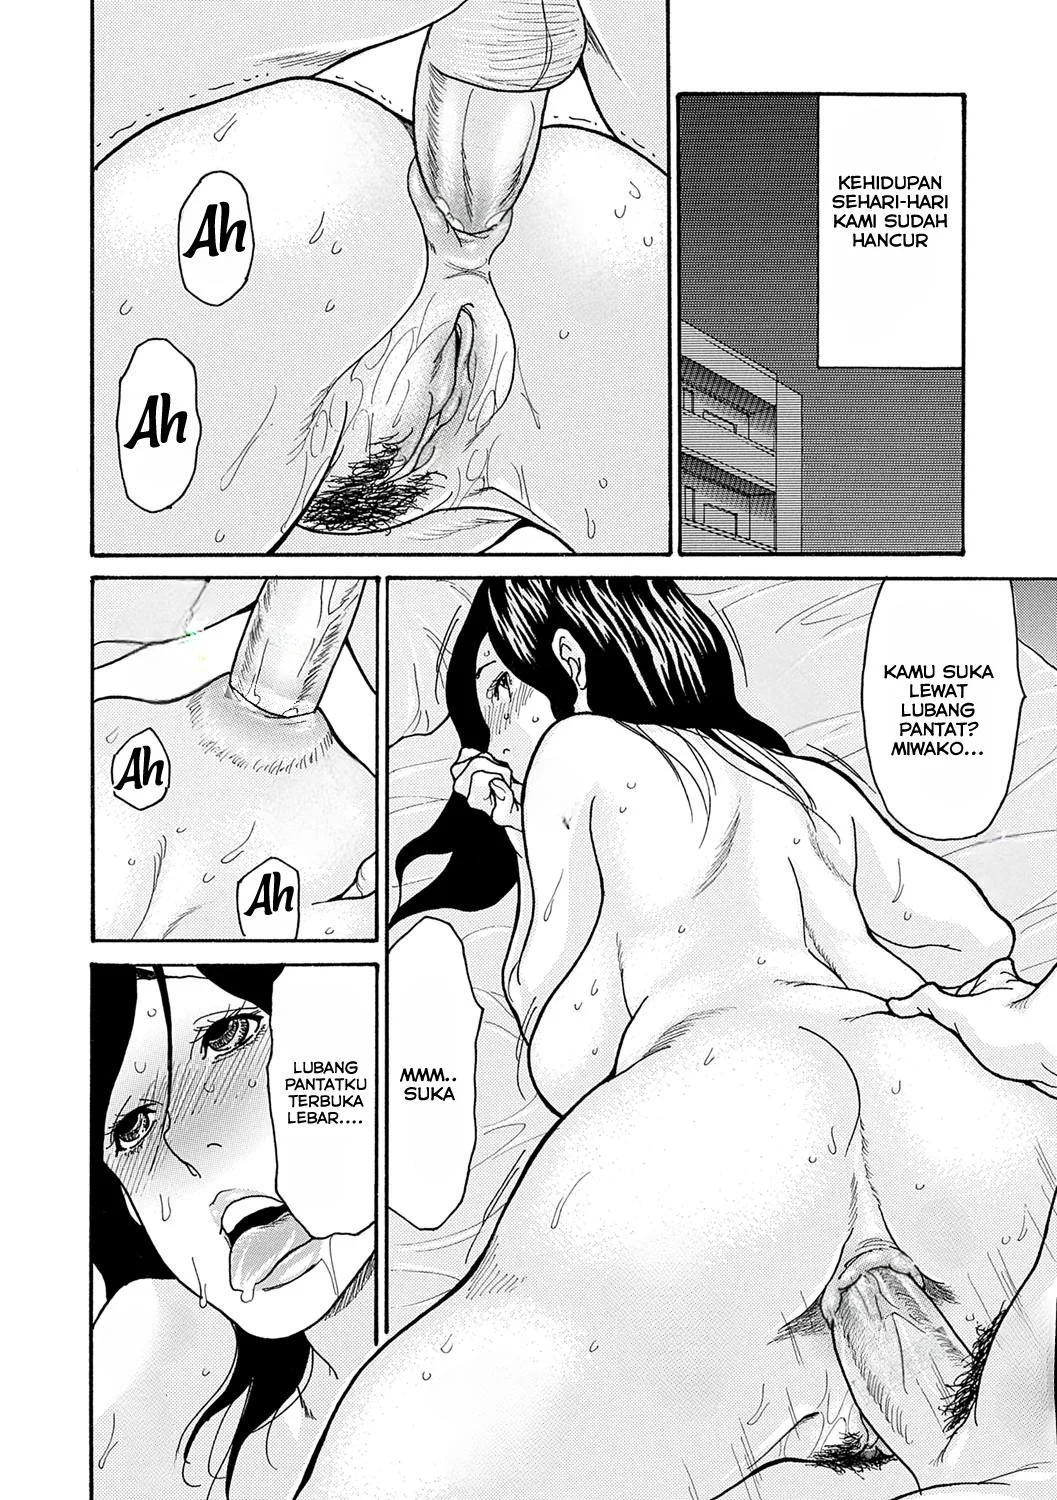 KEHIDUPAN
SEHARI-HARI
KAMI SUDAH
HANCUR
Ah
Ah
KAMU SUKA
LEWAT
LUBANG
PANTAT?
MIWAKO...
Ah
Ah
MMM..
SUKA
LUBANG
PANTATKU
TERBUKA
LEBAR....